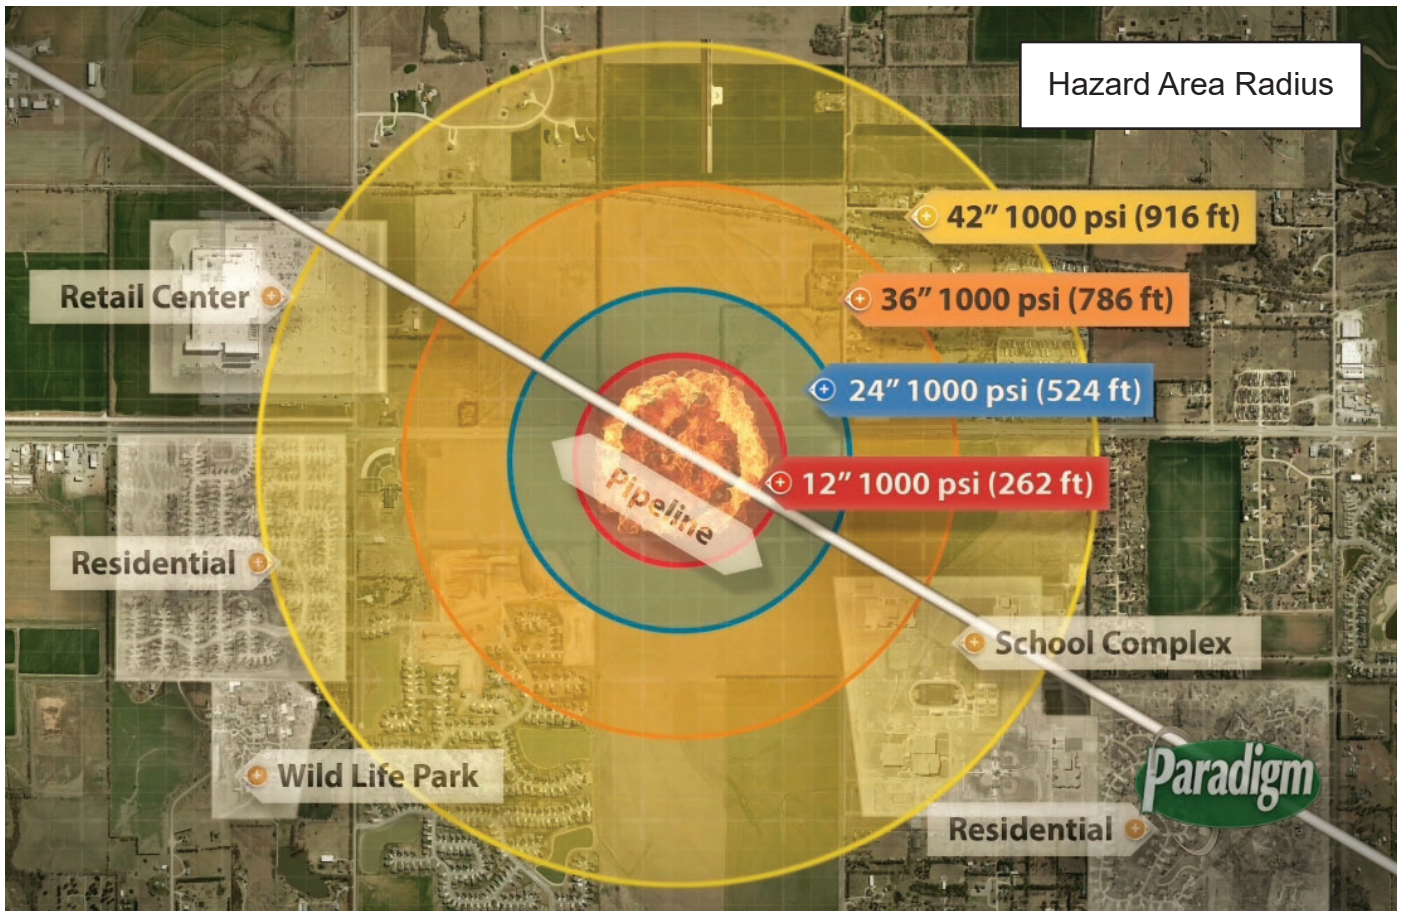 Hazard Area Radius
42” 1000 psi (916 ft)
Retail Center
36” 1000 psi (786 ft)
24” 1000 psi (524 ft)
12” 1000 psi (262 ft)
Pipeline
Residential
School Complex
Wild Life Park
Paradigm
Residential